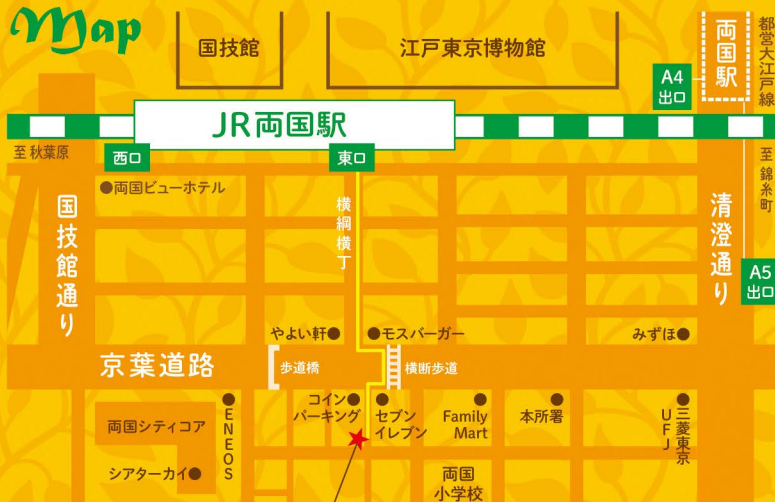 Map
国技館
江戸東京博物館
両国駅
都営大江戸線
A4
出口
JR両国駅
至 秋葉原
西口
東口
至 錦糸町
両国ビューホテル
国技館通り
横綱横丁
清澄通り
A5
出口
やよい軒
モスバーガー
みずほ
京葉道路
歩道橋
横断歩道
両国シティコア
ENEOS
コイン
パーキング
セブン
イレブン
Family
Mart
本所署
三菱東京
UFJ
シアターカイ
両国
小学校